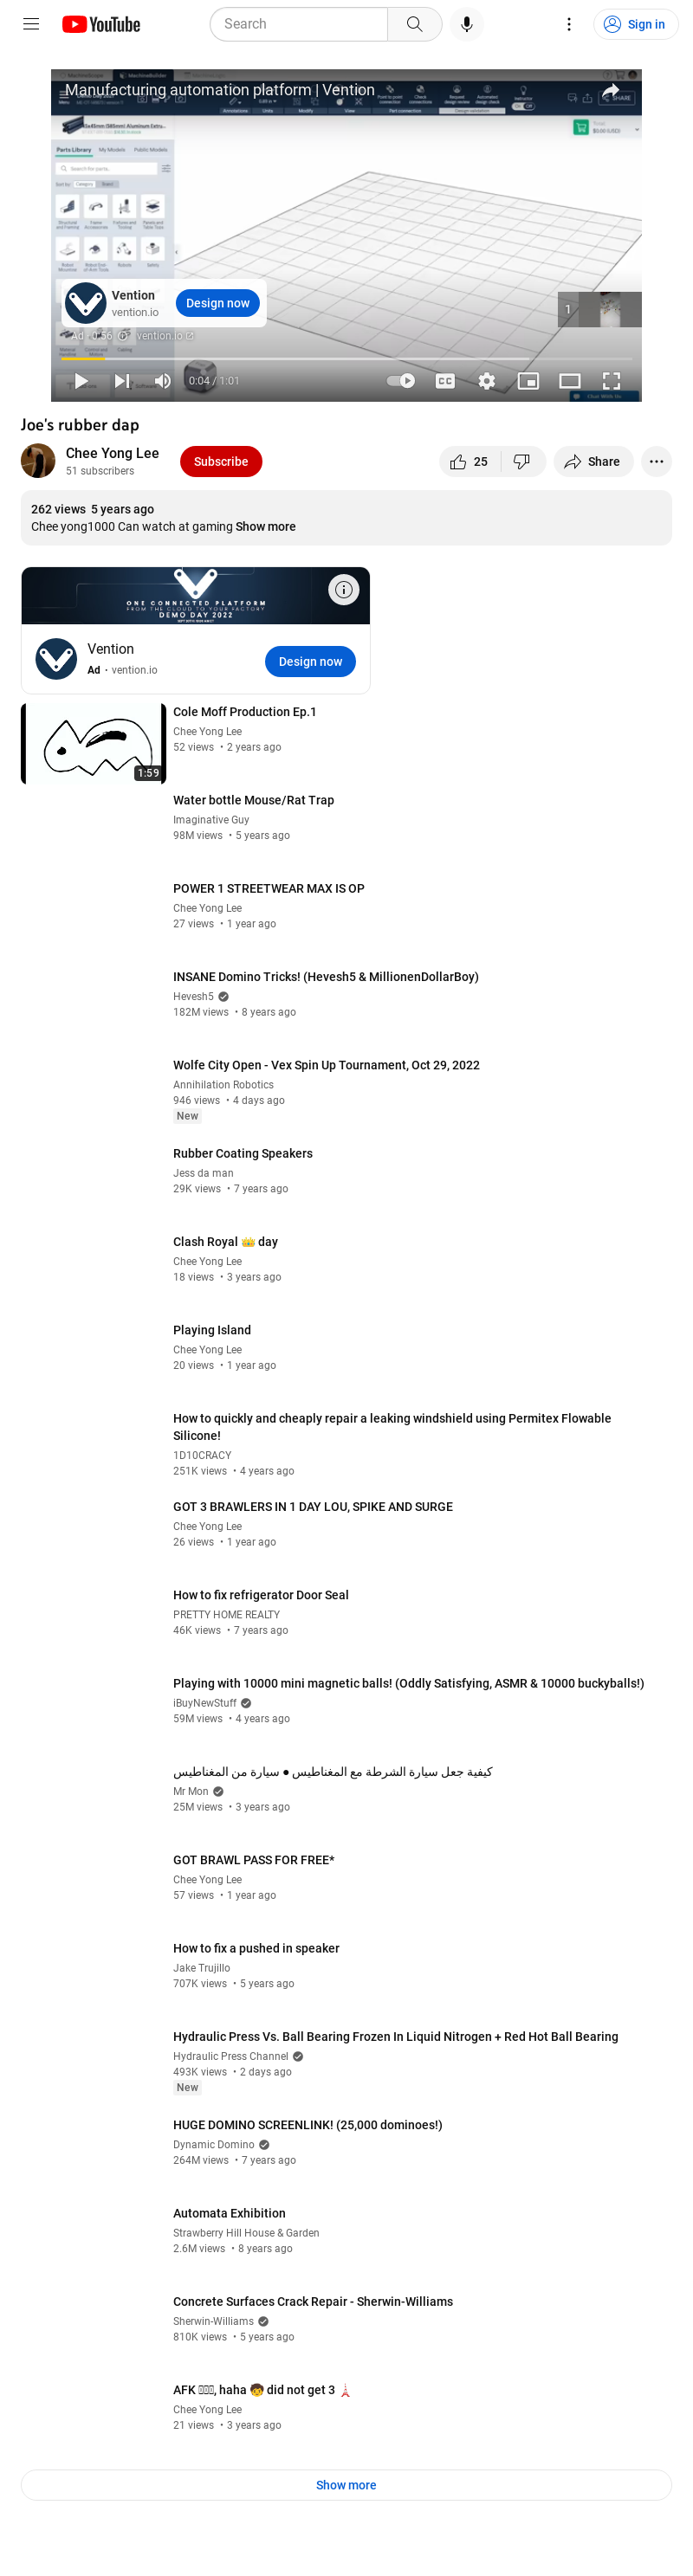 YouTube
Search
Sign in
Manufacturing automation platform | Vention
SHARE
Parts Library My Models Public Models
Search for parts...
Vention
vention.io
Design now
1
Ad · 0:56 vention.io
0:04 / 1:01
CC
Chat With Us
Joe's rubber dap
Chee Yong Lee
51 subscribers
Subscribe
25
Share
262 views 5 years ago
Chee yong1000 Can watch at gaming Show more
ONE CONNECTED PLATFORM
FROM THE CLOUD TO YOUR FACTORY
DEMO DAY 2022
Vention
Ad · vention.io
Design now
1:59
Cole Moff Production Ep.1
Chee Yong Lee
52 views · 2 years ago
Water bottle Mouse/Rat Trap
Imaginative Guy
98M views · 5 years ago
POWER 1 STREETWEAR MAX IS OP
Chee Yong Lee
27 views · 1 year ago
INSANE Domino Tricks! (Hevesh5 & MillionenDollarBoy)
Hevesh5
182M views · 8 years ago
Wolfe City Open - Vex Spin Up Tournament, Oct 29, 2022
Annihilation Robotics
946 views · 4 days ago
New
Rubber Coating Speakers
Jess da man
29K views · 7 years ago
Clash Royal 👑 day
Chee Yong Lee
18 views · 3 years ago
Playing Island
Chee Yong Lee
20 views · 1 year ago
How to quickly and cheaply repair a leaking windshield using Permitex Flowable
Silicone!
1D10CRACY
251K views · 4 years ago
GOT 3 BRAWLERS IN 1 DAY LOU, SPIKE AND SURGE
Chee Yong Lee
26 views · 1 year ago
How to fix refrigerator Door Seal
PRETTY HOME REALTY
46K views · 7 years ago
Playing with 10000 mini magnetic balls! (Oddly Satisfying, ASMR & 10000 buckyballs!)
iBuyNewStuff
59M views · 4 years ago
كيفية جعل سيارة الشرطة مع المغناطيس ● سيارة من المغناطيس
Mr Mon
25M views · 3 years ago
GOT BRAWL PASS FOR FREE*
Chee Yong Lee
57 views · 1 year ago
How to fix a pushed in speaker
Jake Trujillo
707K views · 5 years ago
Hydraulic Press Vs. Ball Bearing Frozen In Liquid Nitrogen + Red Hot Ball Bearing
Hydraulic Press Channel
493K views · 2 days ago
New
HUGE DOMINO SCREENLINK! (25,000 dominoes!)
Dynamic Domino
264M views · 7 years ago
Automata Exhibition
Strawberry Hill House & Garden
2.6M views · 8 years ago
Concrete Surfaces Crack Repair - Sherwin-Williams
Sherwin-Williams
810K views · 5 years ago
AFK , haha 🧒 did not get 3 🗼
Chee Yong Lee
21 views · 3 years ago
Show more